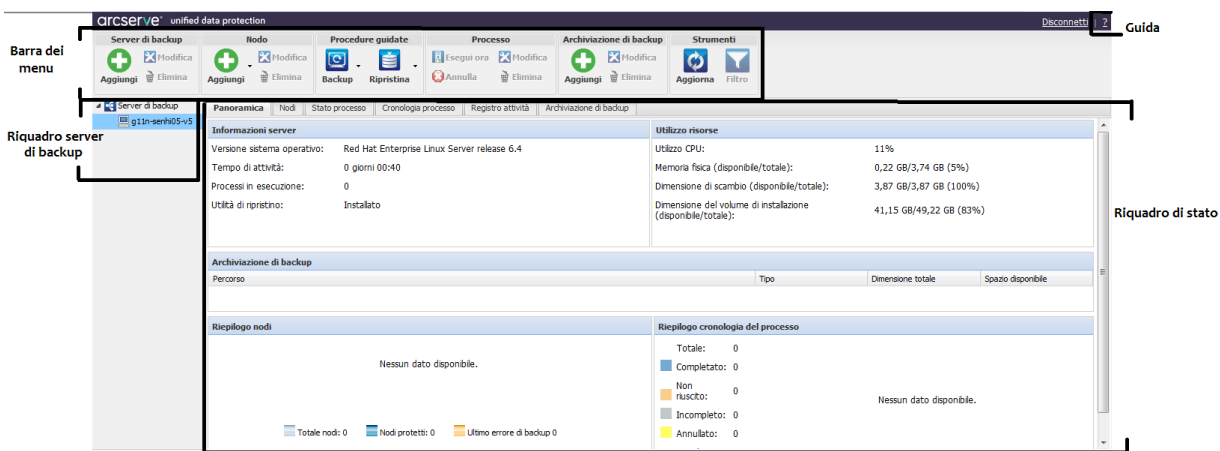 arcserve® unified data protection
Disconnetti | ?
Guida
Barra dei menu
Server di backup
Nodo
Procedure guidate
Processo
Archiviazione di backup
Strumenti
Aggiungi
Modifica
Elimina
Aggiungi
Modifica
Elimina
Backup
Ripristina
Esegui ora
Modifica
Annulla
Elimina
Aggiungi
Modifica
Elimina
Aggiorna
Filtro
Riquadro server di backup
Server di backup
g11n-senhi05-v5
Panoramica
Nodi
Stato processo
Cronologia processo
Registro attività
Archiviazione di backup
Informazioni server
Versione sistema operativo: Red Hat Enterprise Linux Server release 6.4
Tempo di attività: 0 giorni 00:40
Processi in esecuzione: 0
Utilità di ripristino: Installato
Utilizzo risorse
Utilizzo CPU: 11%
Memoria fisica (disponibile/totale): 0,22 GB/3,74 GB (5%)
Dimensione di scambio (disponibile/totale): 3,87 GB/3,87 GB (100%)
Dimensione del volume di installazione (disponibile/totale): 41,15 GB/49,22 GB (83%)
Riquadro di stato
Archiviazione di backup
Percorso
Tipo
Dimensione totale
Spazio disponibile
Riepilogo nodi
Nessun dato disponibile.
Totale nodi: 0
Nodi protetti: 0
Ultimo errore di backup 0
Riepilogo cronologia del processo
Totale: 0
Completato: 0
Non riuscito: 0
Incompleto: 0
Annullato: 0
Nessun dato disponibile.